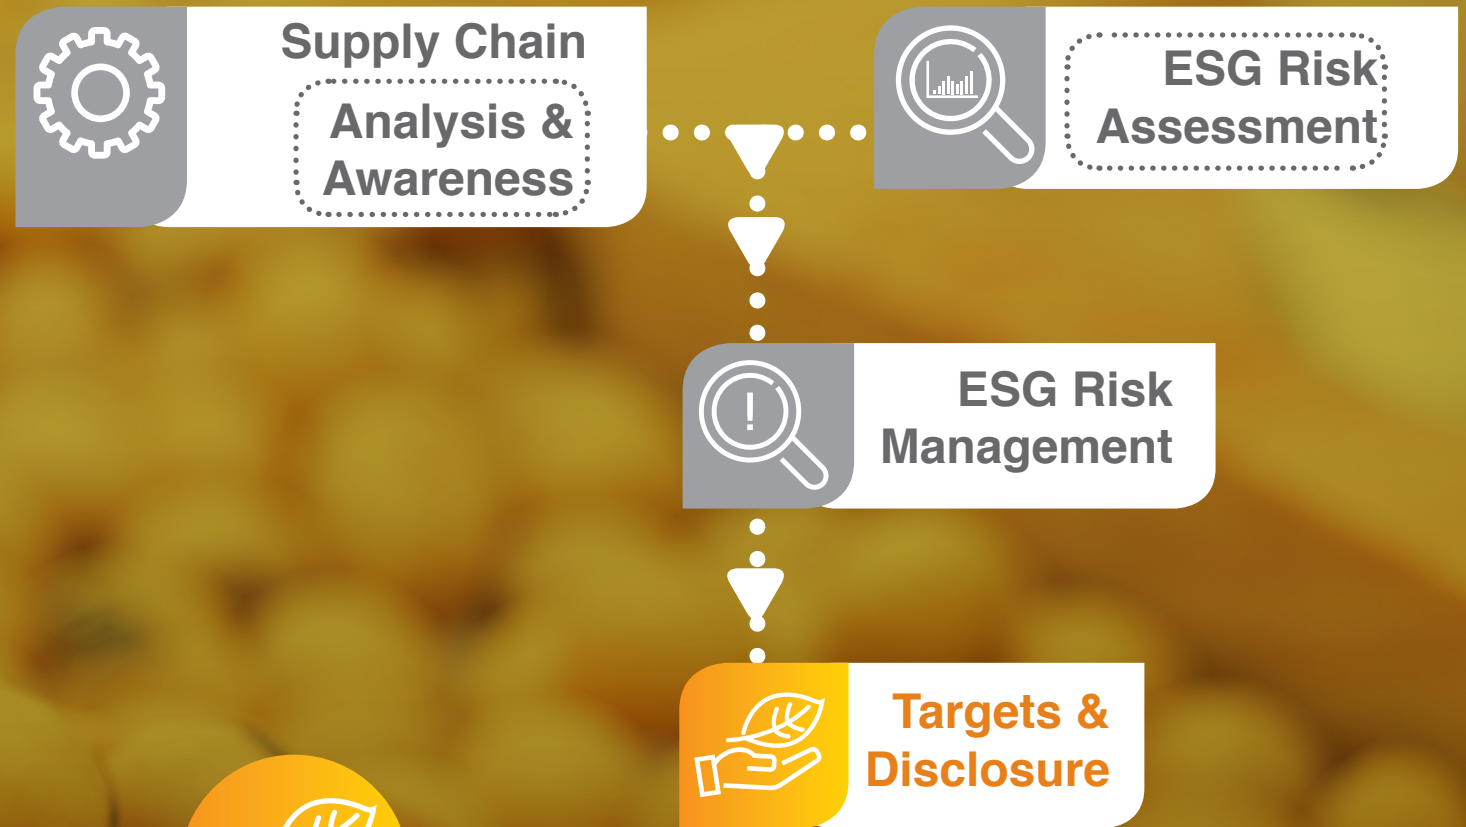 Supply Chain
Analysis &
Awareness
ESG Risk
Assessment
ESG Risk
Management
Targets &
Disclosure